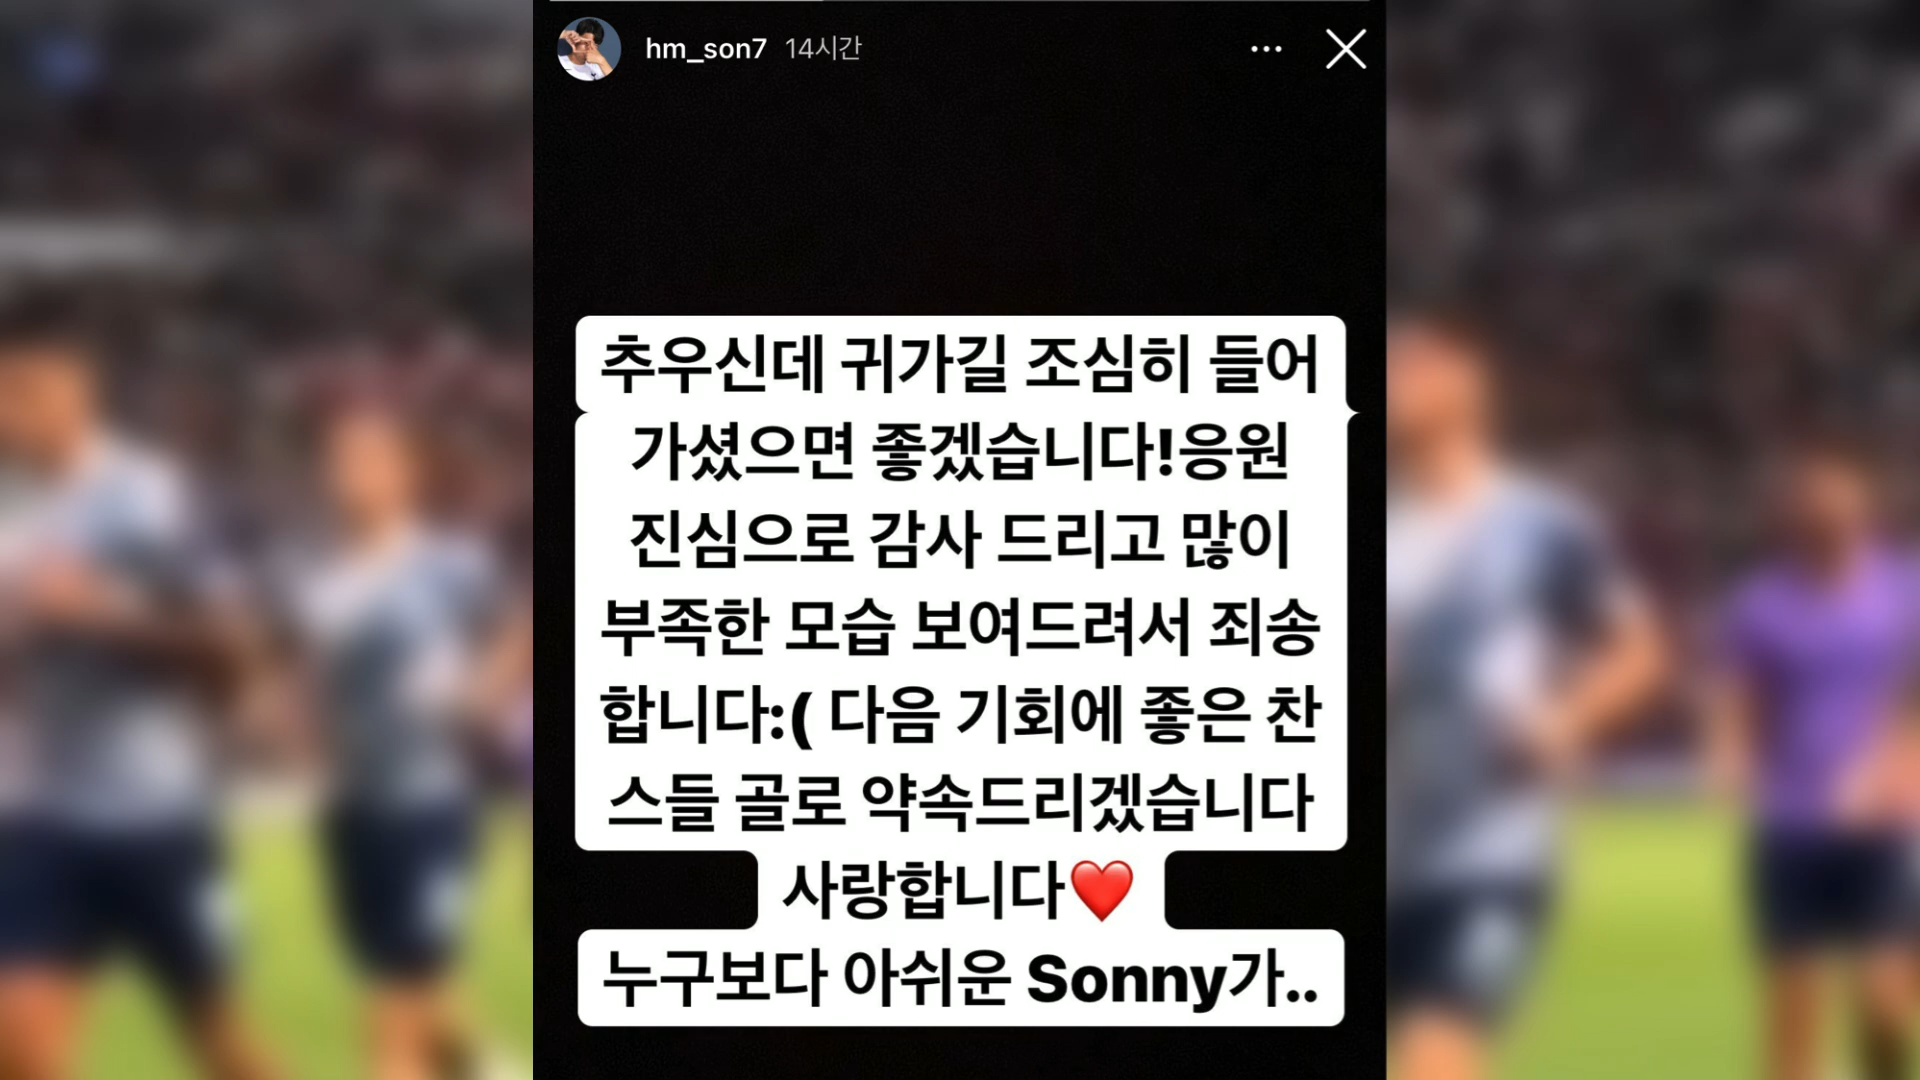 hm_son7 14시간
추우신데 귀가길 조심히 들어
가셨으면 좋겠습니다!응원
진심으로 감사 드리고 많이
부족한 모습 보여드려서 죄송
합니다:( 다음 기회에 좋은 찬
스들 골로 약속드리겠습니다
사랑합니다❤️
누구보다 아쉬운 Sonny가..